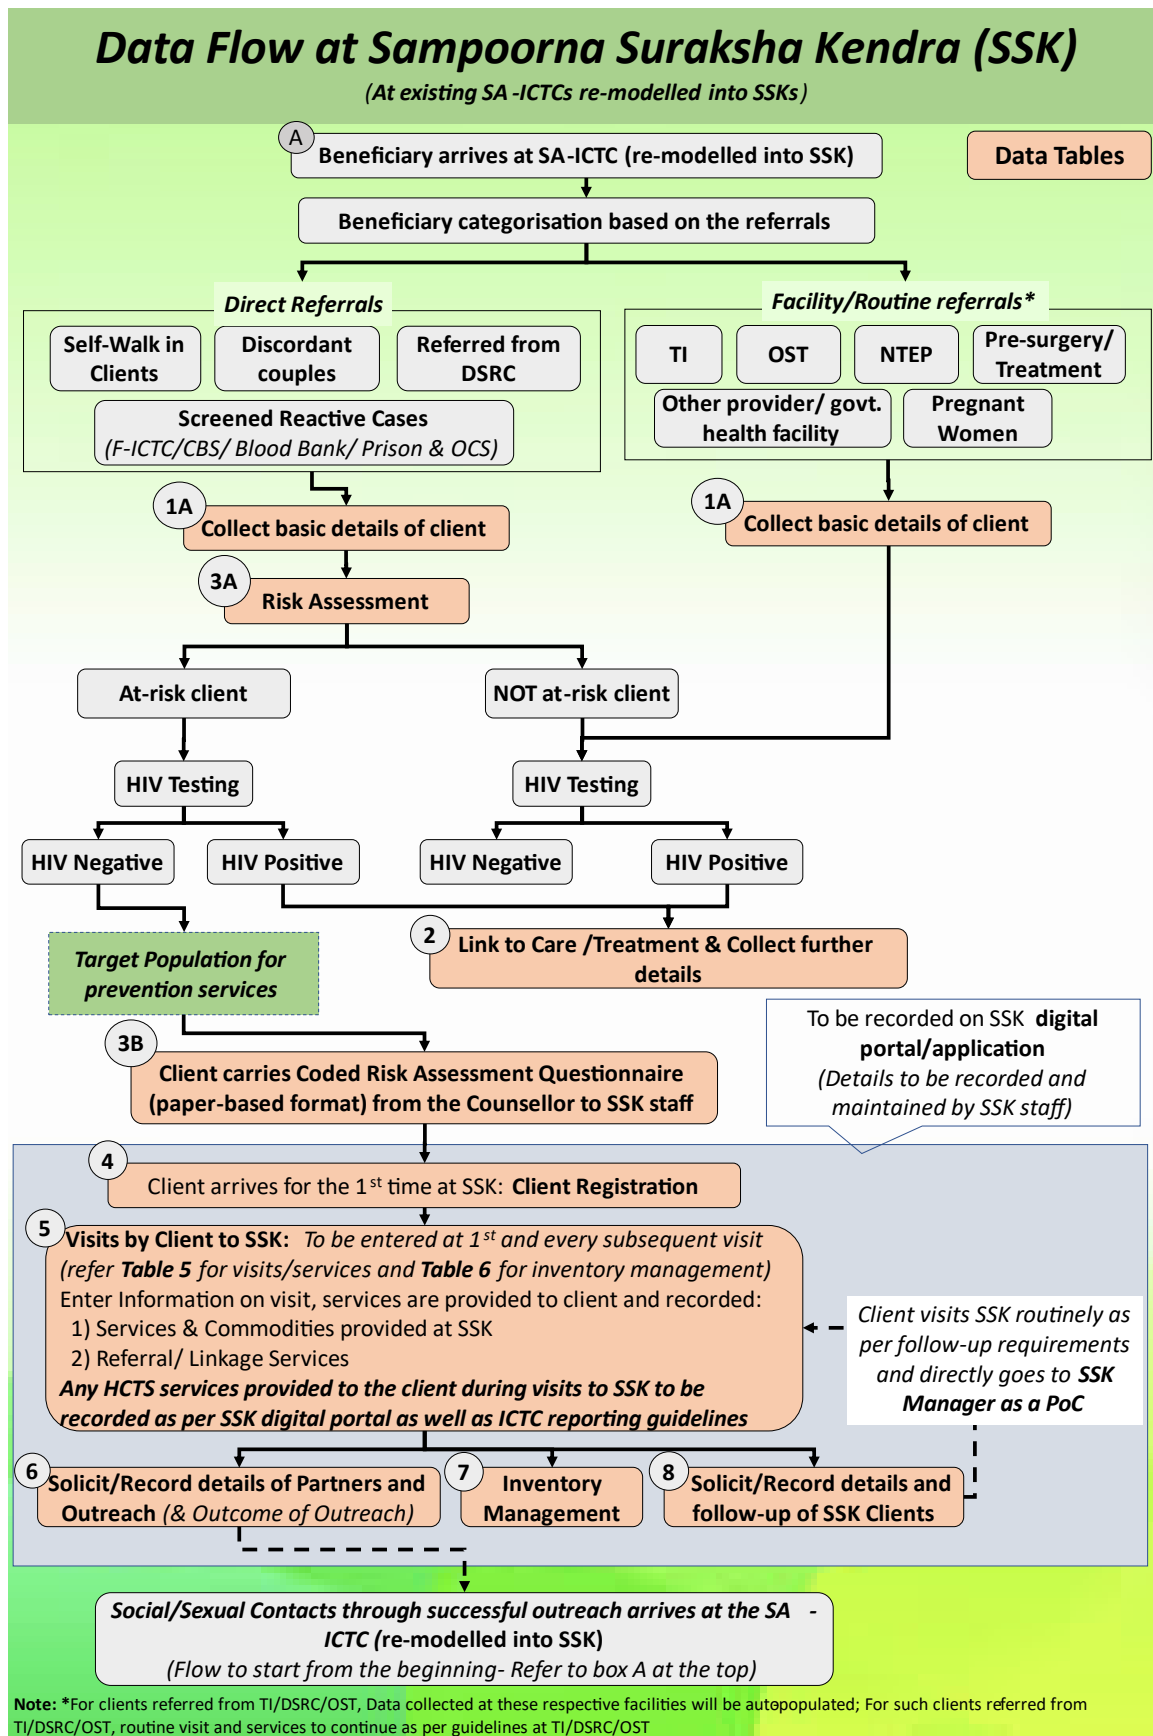 Data Flow at Sampoorna Suraksha Kendra (SSK)
(At existing SA -ICTCs re-modelled into SSKs)
A
Beneficiary arrives at SA-ICTC (re-modelled into SSK)
Data Tables
Beneficiary categorisation based on the referrals
Direct Referrals
Facility/Routine referrals*
Self-Walk in
Clients
Discordant
couples
Referred from
DSRC
Screened Reactive Cases
(F-ICTC/CBS/ Blood Bank/ Prison & OCS)
TI
OST
NTEP
Pre-surgery/
Treatment
Other provider/ govt.
health facility
Pregnant
Women
1A
Collect basic details of client
1A
Collect basic details of client
3A
Risk Assessment
At-risk client
NOT at-risk client
HIV Testing
HIV Testing
HIV Negative
HIV Positive
HIV Negative
HIV Positive
2
Link to Care /Treatment & Collect further
details
Target Population for
prevention services
To be recorded on SSK digital
portal/application
(Details to be recorded and
maintained by SSK staff)
3B
Client carries Coded Risk Assessment Questionnaire
(paper-based format) from the Counsellor to SSK staff
4
Client arrives for the 1st time at SSK: Client Registration
5
Visits by Client to SSK: To be entered at 1st and every subsequent visit
(refer Table 5 for visits/services and Table 6 for inventory management)
Enter Information on visit, services are provided to client and recorded:
1) Services & Commodities provided at SSK
2) Referral/ Linkage Services
Any HCTS services provided to the client during visits to SSK to be
recorded as per SSK digital portal as well as ICTC reporting guidelines
Client visits SSK routinely as
per follow-up requirements
and directly goes to SSK
Manager as a PoC
6
Solicit/Record details of Partners and
Outreach (& Outcome of Outreach)
7
Inventory
Management
8
Solicit/Record details and
follow-up of SSK Clients
Social/Sexual Contacts through successful outreach arrives at the SA -
ICTC (re-modelled into SSK)
(Flow to start from the beginning- Refer to box A at the top)
Note: *For clients referred from TI/DSRC/OST, Data collected at these respective facilities will be autopopulated; For such clients referred from
TI/DSRC/OST, routine visit and services to continue as per guidelines at TI/DSRC/OST